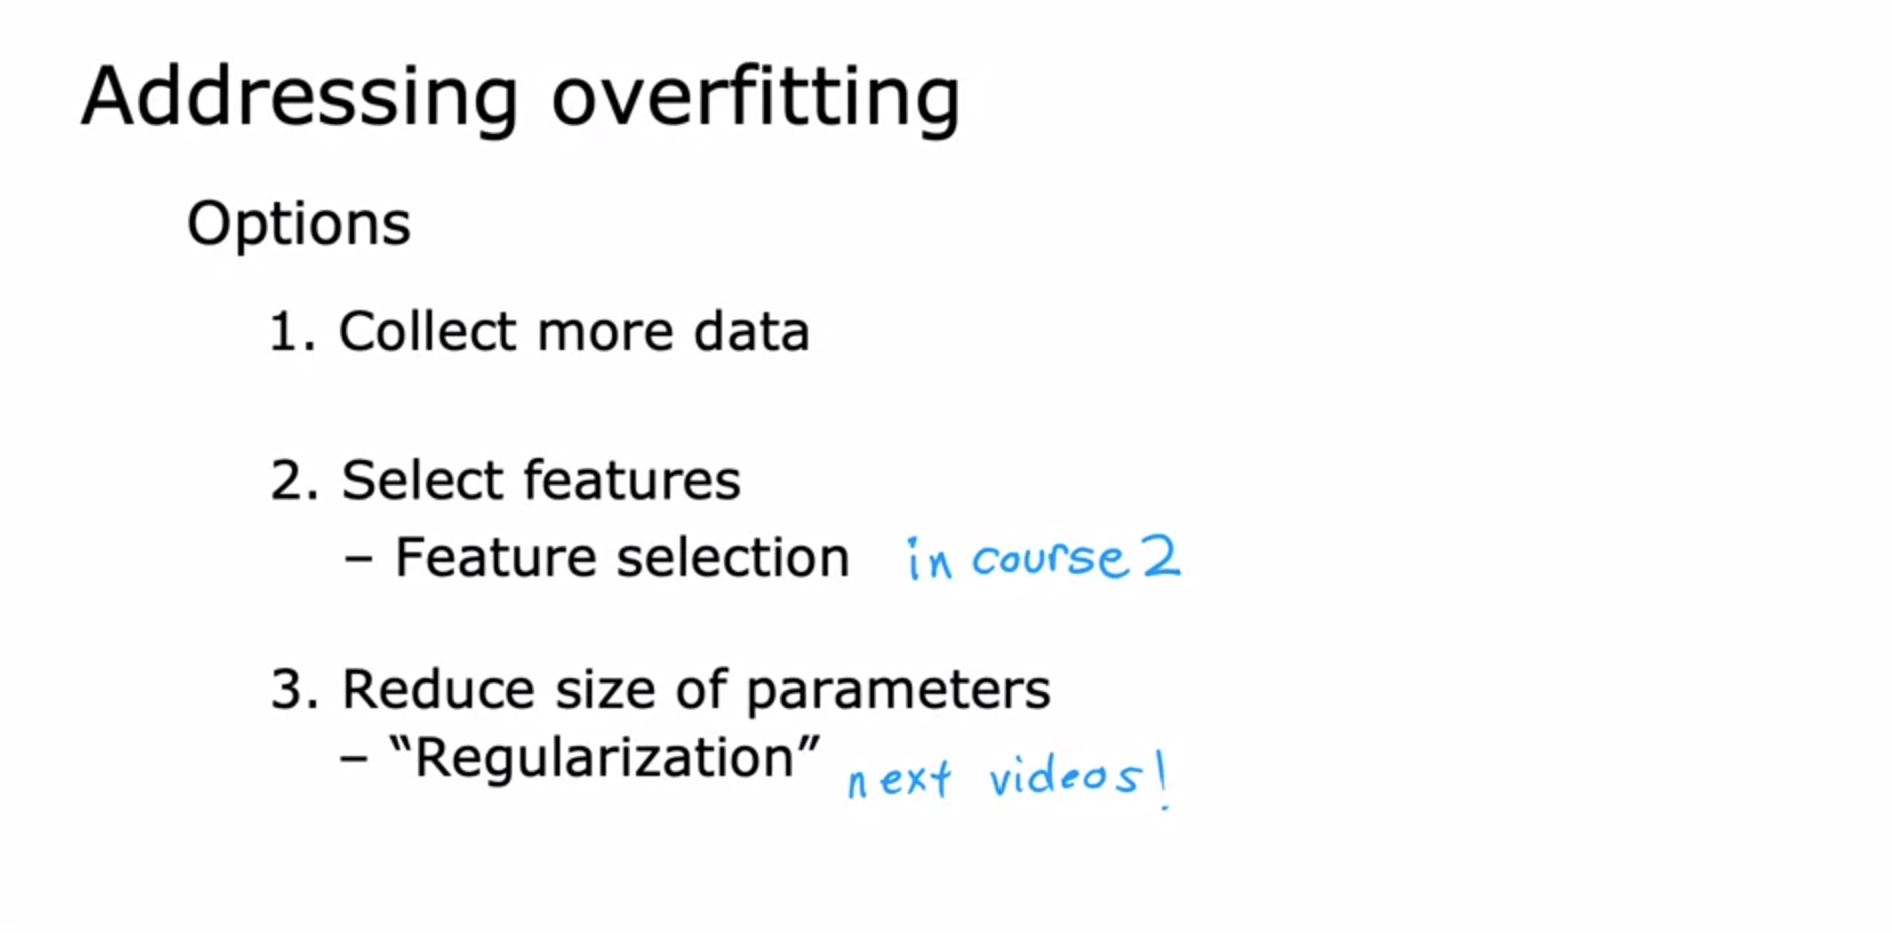 Addressing overfitting
Options
1. Collect more data
2. Select features
– Feature selection in course 2
3. Reduce size of parameters
– “Regularization” next videos!